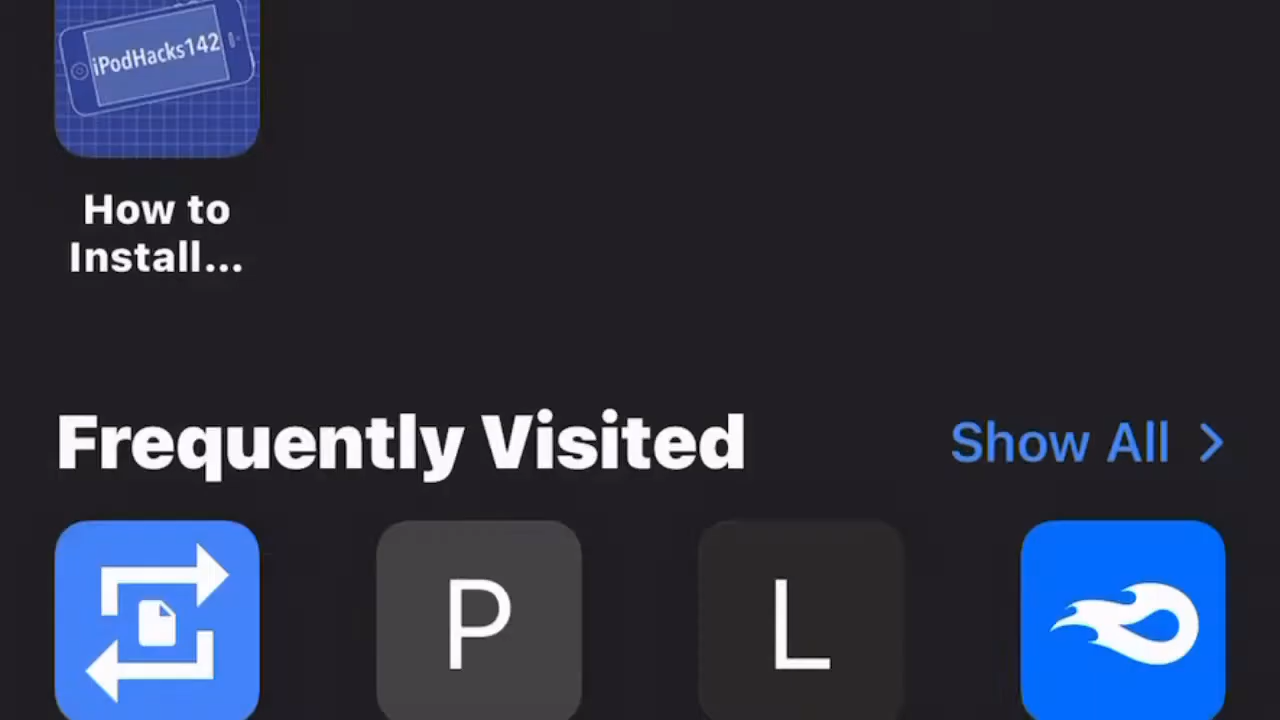 iPodHacks142
How to
Install...
Frequently Visited
Show All
P
L